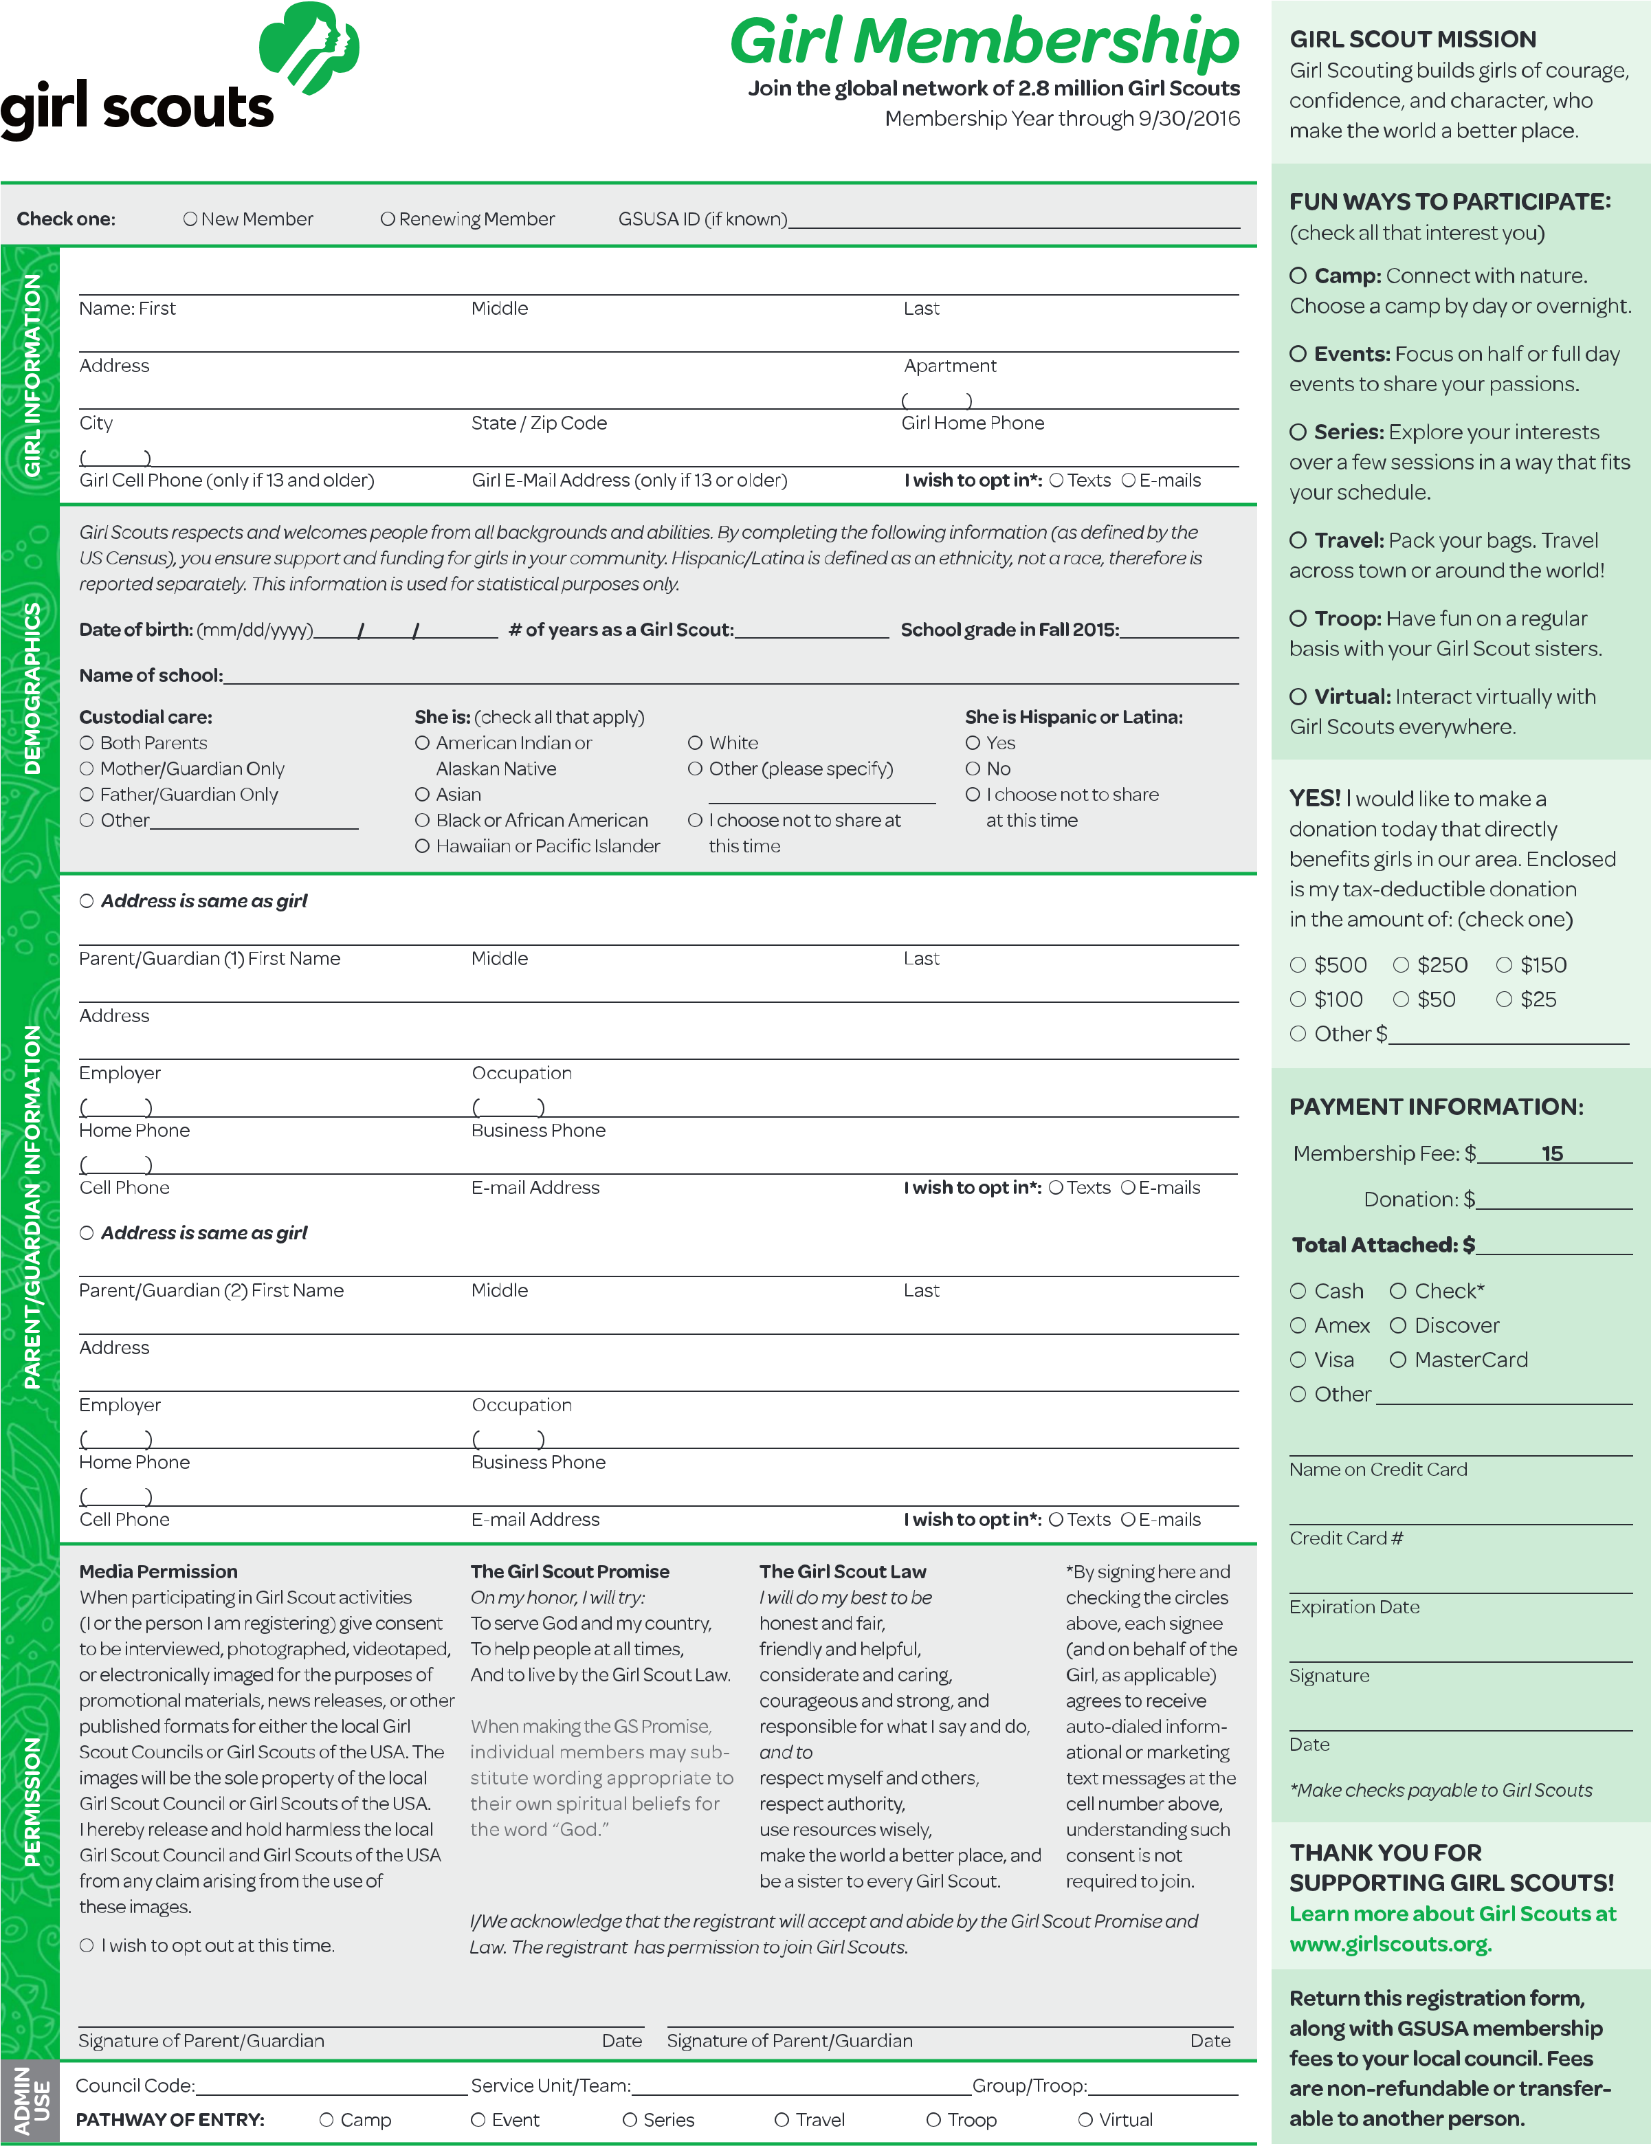 girl scouts
Girl Membership
Join the global network of 2.8 million Girl Scouts
Membership Year through 9/30/2016
Check one: New Member Renewing Member GSUSA ID (if known)
GIRL INFORMATION
Name: First Middle Last
Address Apartment
( )
City State / Zip Code Girl Home Phone
( )
Girl Cell Phone (only if 13 and older) Girl E-Mail Address (only if 13 or older) I wish to opt in*: Texts E-mails
DEMOGRAPHICS
Girl Scouts respects and welcomes people from all backgrounds and abilities. By completing the following information (as defined by the
US Census), you ensure support and funding for girls in your community. Hispanic/Latina is defined as an ethnicity, not a race, therefore is
reported separately. This information is used for statistical purposes only.
Date of birth: (mm/dd/yyyy) / / # of years as a Girl Scout: School grade in Fall 2015:
Name of school:
Custodial care:
Both Parents
Mother/Guardian Only
Father/Guardian Only
Other
She is: (check all that apply)
American Indian or
Alaskan Native
Asian
Black or African American
Hawaiian or Pacific Islander
White
Other (please specify)
I choose not to share at
this time
She is Hispanic or Latina:
Yes
No
I choose not to share
at this time
PARENT/GUARDIAN INFORMATION
Address is same as girl
Parent/Guardian (1) First Name Middle Last
Address
Employer Occupation
( ) ( )
Home Phone Business Phone
( )
Cell Phone E-mail Address I wish to opt in*: Texts E-mails
Address is same as girl
Parent/Guardian (2) First Name Middle Last
Address
Employer Occupation
( ) ( )
Home Phone Business Phone
( )
Cell Phone E-mail Address I wish to opt in*: Texts E-mails
PERMISSION
Media Permission
When participating in Girl Scout activities
(I or the person I am registering) give consent
to be interviewed, photographed, videotaped,
or electronically imaged for the purposes of
promotional materials, news releases, or other
published formats for either the local Girl
Scout Councils or Girl Scouts of the USA. The
images will be the sole property of the local
Girl Scout Council or Girl Scouts of the USA.
I hereby release and hold harmless the local
Girl Scout Council and Girl Scouts of the USA
from any claim arising from the use of
these images.
I wish to opt out at this time.
The Girl Scout Promise
On my honor, I will try:
To serve God and my country,
To help people at all times,
And to live by the Girl Scout Law.
When making the GS Promise,
individual members may sub-
stitute wording appropriate to
their own spiritual beliefs for
the word “God.”
The Girl Scout Law
I will do my best to be
honest and fair,
friendly and helpful,
considerate and caring,
courageous and strong, and
responsible for what I say and do,
and to
respect myself and others,
respect authority,
use resources wisely,
make the world a better place, and
be a sister to every Girl Scout.
*By signing here and
checking the circles
above, each signee
(and on behalf of the
Girl, as applicable)
agrees to receive
auto-dialed inform-
ational or marketing
text messages at the
cell number above,
understanding such
consent is not
required to join.
I/We acknowledge that the registrant will accept and abide by the Girl Scout Promise and
Law. The registrant has permission to join Girl Scouts.
Signature of Parent/Guardian Date Signature of Parent/Guardian Date
ADMIN
USE
Council Code: Service Unit/Team: Group/Troop:
PATHWAY OF ENTRY: Camp Event Series Travel Troop Virtual
GIRL SCOUT MISSION
Girl Scouting builds girls of courage,
confidence, and character, who
make the world a better place.
FUN WAYS TO PARTICIPATE:
(check all that interest you)
Camp: Connect with nature.
Choose a camp by day or overnight.
Events: Focus on half or full day
events to share your passions.
Series: Explore your interests
over a few sessions in a way that fits
your schedule.
Travel: Pack your bags. Travel
across town or around the world!
Troop: Have fun on a regular
basis with your Girl Scout sisters.
Virtual: Interact virtually with
Girl Scouts everywhere.
YES! I would like to make a
donation today that directly
benefits girls in our area. Enclosed
is my tax-deductible donation
in the amount of: (check one)
$500 $250 $150
$100 $50 $25
Other $
PAYMENT INFORMATION:
Membership Fee: $ 15
Donation: $
Total Attached: $
Cash Check*
Amex Discover
Visa MasterCard
Other
Name on Credit Card
Credit Card #
Expiration Date
Signature
Date
*Make checks payable to Girl Scouts
THANK YOU FOR
SUPPORTING GIRL SCOUTS!
Learn more about Girl Scouts at
www.girlscouts.org.
Return this registration form,
along with GSUSA membership
fees to your local council. Fees
are non-refundable or transfer-
able to another person.